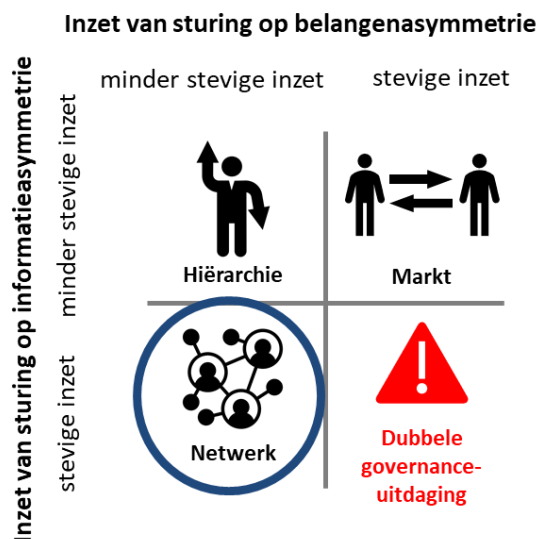 Inzet van sturing op belangenasymmetrie
minder stevige inzet
stevige inzet
Inzet van sturing op informatieasymmetrie
minder stevige inzet
stevige inzet
Hiërarchie
Markt
Netwerk
Dubbele
governance-
uitdaging